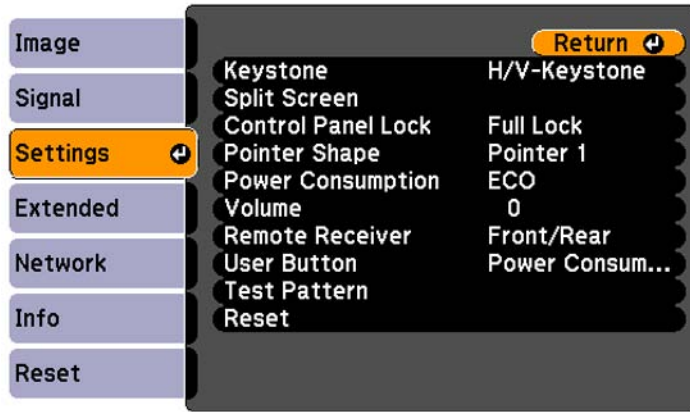 Image
Signal
Settings
Extended
Network
Info
Reset
Return
Keystone H/V-Keystone
Split Screen
Control Panel Lock Full Lock
Pointer Shape Pointer 1
Power Consumption ECO
Volume 0
Remote Receiver Front/Rear
User Button Power Consum...
Test Pattern
Reset